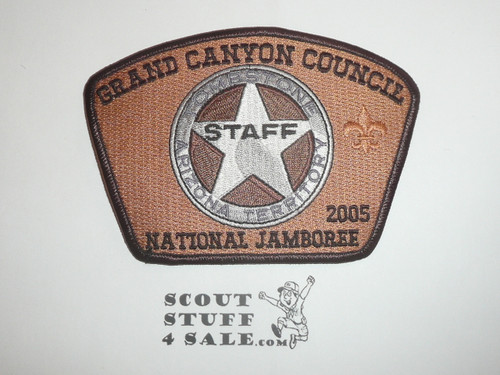 GRAND CANYON COUNCIL
TOMBSTONE
STAFF
ARIZONA TERRITORY
2005
NATIONAL JAMBOREE
SCOUT
STUFF
4 SALE.com